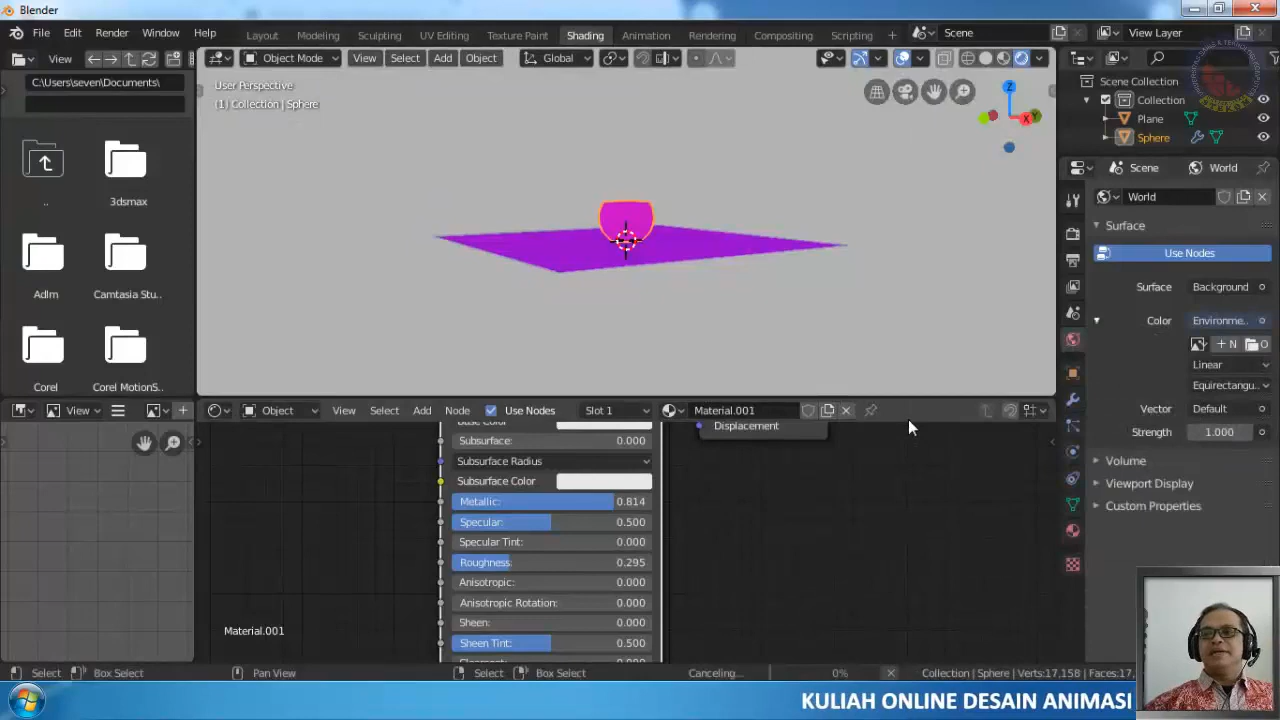 Blender
File Edit Render Window Help Layout Modeling Sculpting UV Editing Texture Paint Shading Animation Rendering Compositing Scripting + Scene View Layer
View Object Mode View Select Add Object Global
C:\Users\seven\Documents\
User Perspective
(1) Collection | Sphere
Z
X
Y
Scene Collection
Collection
Plane
Sphere
..
3dsmax
Adlm
Camtasia Stu..
Corel
Corel MotionS..
Scene World
World
Surface
Use Nodes
Surface Background
Color Environme..
+ N O
Linear
Equirectangu..
Vector Default
Strength 1.000
Volume
Viewport Display
Custom Properties
View + Object View Select Add Node Use Nodes Slot 1 Material.001
Base Color
Subsurface: 0.000
Subsurface Radius
Subsurface Color
Metallic: 0.814
Specular: 0.500
Specular Tint: 0.000
Roughness: 0.295
Anisotropic: 0.000
Anisotropic Rotation: 0.000
Sheen: 0.000
Sheen Tint: 0.500
Displacement
Material.001
Select Box Select Pan View Select Box Select Canceling... 0% Collection | Sphere | Verts:17,158 | Faces:17,
KULIAH ONLINE DESAIN ANIMASI